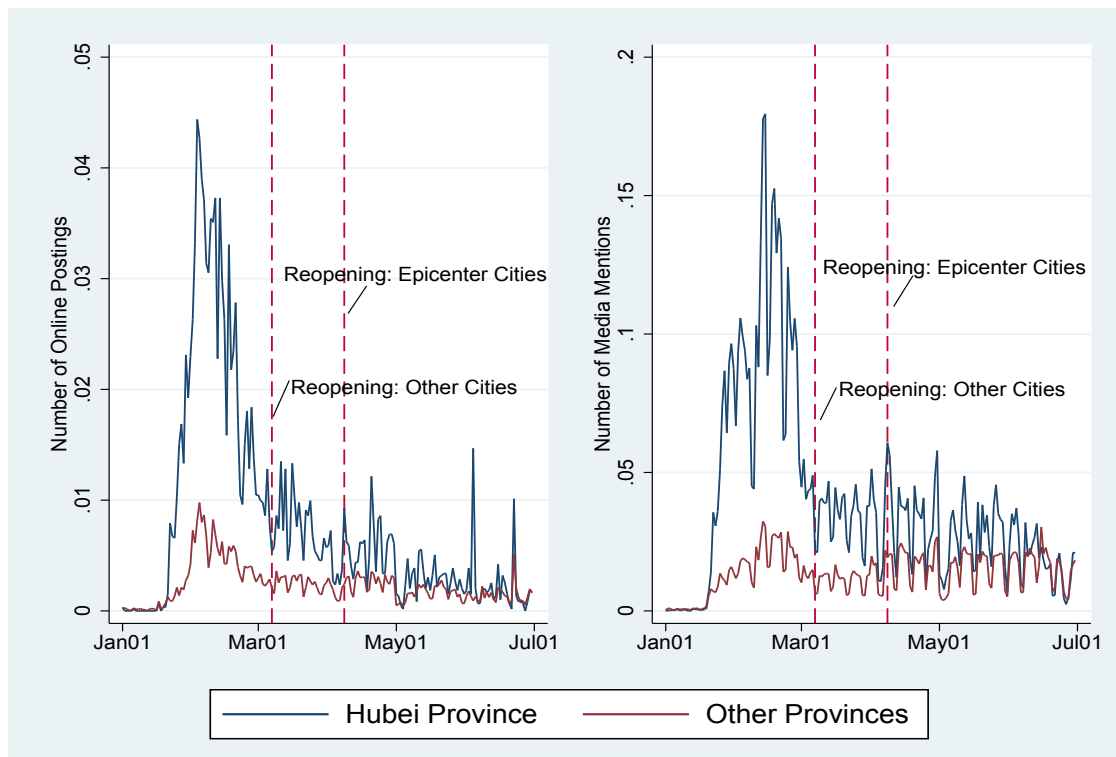 Number of Online Postings
.05
.04
.03
.02
.01
0
Reopening: Epicenter Cities
Reopening: Other Cities
Jan01 Mar01 May01 Jul01
Number of Media Mentions
.2
.15
.1
.05
0
Reopening: Epicenter Cities
Reopening: Other Cities
Jan01 Mar01 May01 Jul01
Hubei Province Other Provinces